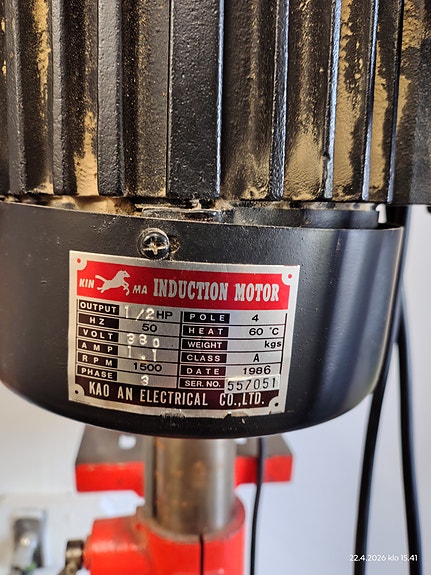 KIN MA INDUCTION MOTOR
OUTPUT 1/2 HP POLE 4
HZ 50 HEAT 60 °C
VOLT 380 WEIGHT kgs
AMP 1.1 CLASS A
RPM 1500 DATE 1986
PHASE 3 SER. NO. 557051
KAO AN ELECTRICAL CO.,LTD.
22.4.2026 klo 15.41